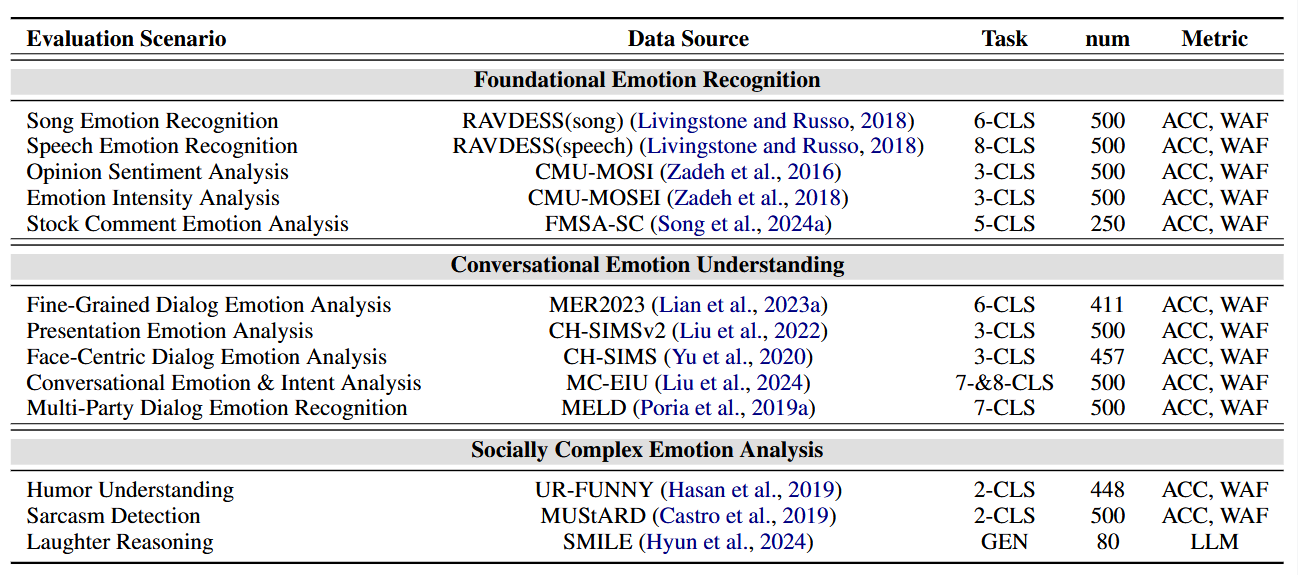 Evaluation Scenario Data Source Task num Metric
Foundational Emotion Recognition
Song Emotion Recognition RAVDESS(song) (Livingstone and Russo, 2018) 6-CLS 500 ACC, WAF
Speech Emotion Recognition RAVDESS(speech) (Livingstone and Russo, 2018) 8-CLS 500 ACC, WAF
Opinion Sentiment Analysis CMU-MOSI (Zadeh et al., 2016) 3-CLS 500 ACC, WAF
Emotion Intensity Analysis CMU-MOSEI (Zadeh et al., 2018) 3-CLS 500 ACC, WAF
Stock Comment Emotion Analysis FMSA-SC (Song et al., 2024a) 5-CLS 250 ACC, WAF
Conversational Emotion Understanding
Fine-Grained Dialog Emotion Analysis MER2023 (Lian et al., 2023a) 6-CLS 411 ACC, WAF
Presentation Emotion Analysis CH-SIMSv2 (Liu et al., 2022) 3-CLS 500 ACC, WAF
Face-Centric Dialog Emotion Analysis CH-SIMS (Yu et al., 2020) 3-CLS 457 ACC, WAF
Conversational Emotion & Intent Analysis MC-EIU (Liu et al., 2024) 7-&8-CLS 500 ACC, WAF
Multi-Party Dialog Emotion Recognition MELD (Poria et al., 2019a) 7-CLS 500 ACC, WAF
Socially Complex Emotion Analysis
Humor Understanding UR-FUNNY (Hasan et al., 2019) 2-CLS 448 ACC, WAF
Sarcasm Detection MUStARD (Castro et al., 2019) 2-CLS 500 ACC, WAF
Laughter Reasoning SMILE (Hyun et al., 2024) GEN 80 LLM